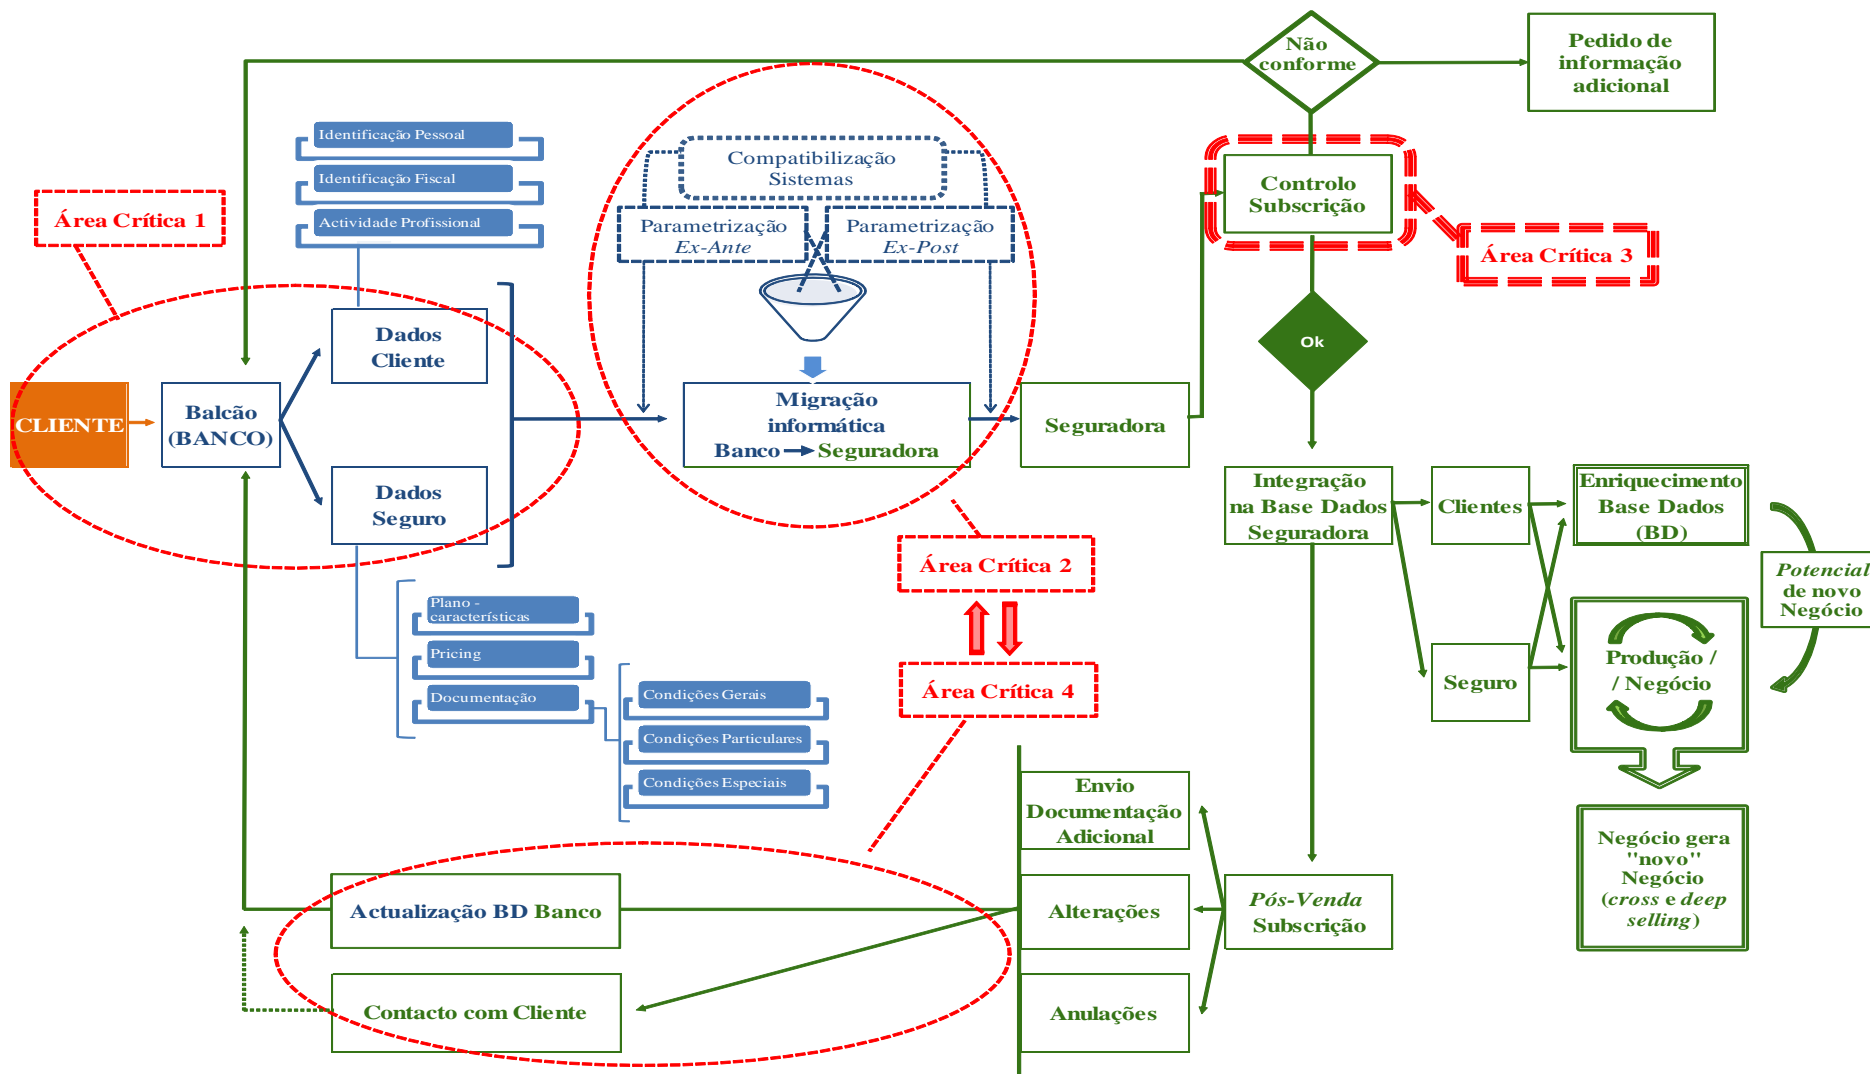 Não
conforme
Pedido de
informação
adicional
Identificação Pessoal
Identificação Fiscal
Actividade Profissional
Área Crítica 1
Compatibilização
Sistemas
Parametrização
Ex-Ante
Parametrização
Ex-Post
Controlo
Subscrição
Área Crítica 3
Dados
Cliente
Ok
CLIENTE
Balcão
(BANCO)
Migração
informática
Banco Seguradora
Seguradora
Dados
Seguro
Integração
na Base Dados
Seguradora
Clientes
Enriquecimento
Base Dados
(BD)
Área Crítica 2
Potencial
de novo
Negócio
Plano -
características
Pricing
Documentação
Área Crítica 4
Condições Gerais
Condições Particulares
Condições Especiais
Seguro
Produção /
/ Negócio
Envio
Documentação
Adicional
Negócio gera
"novo"
Negócio
(cross e deep
selling)
Actualização BD Banco
Alterações
Pós-Venda
Subscrição
Contacto com Cliente
Anulações